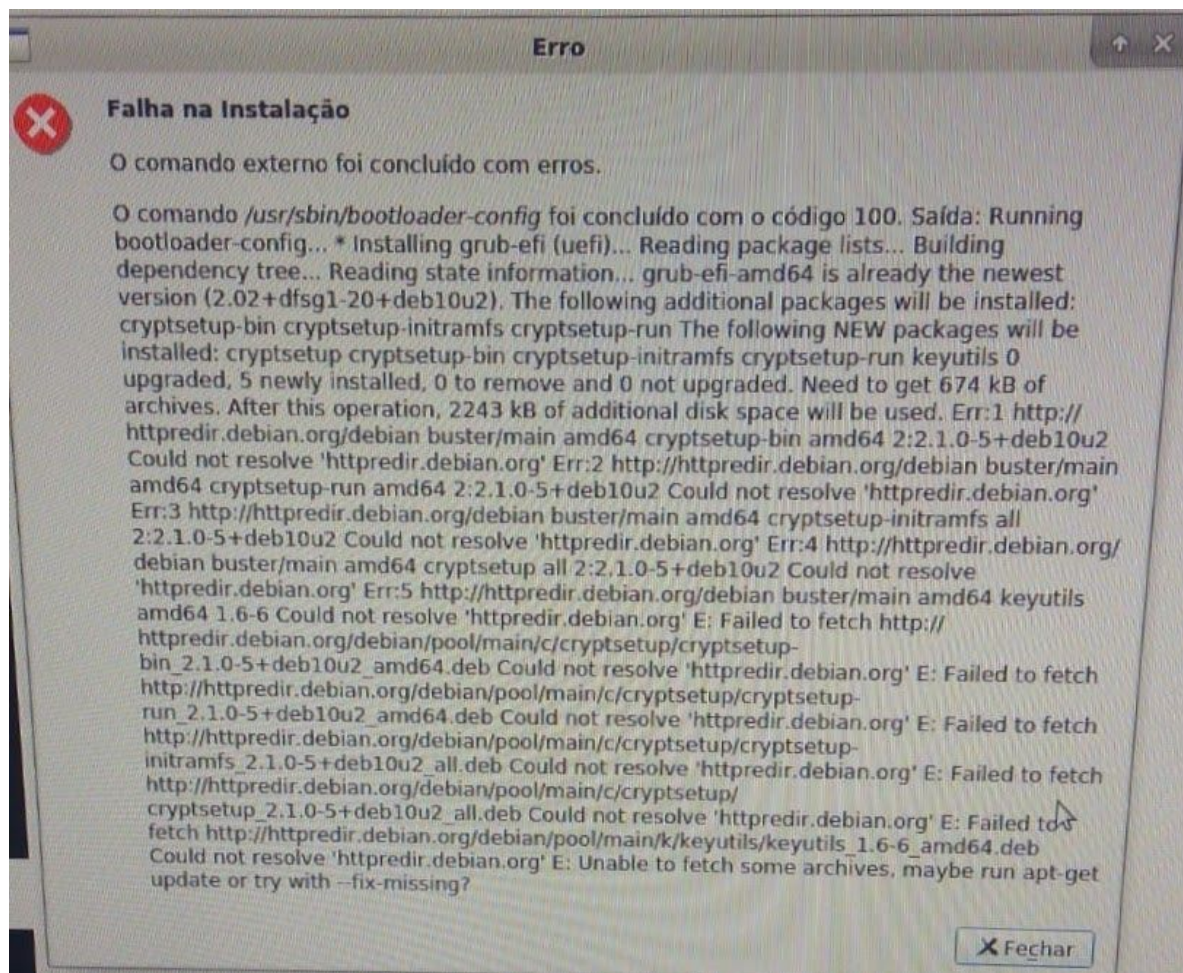 Erro
Falha na Instalação
O comando externo foi concluído com erros.
O comando /usr/sbin/bootloader-config foi concluído com o código 100. Saída: Running
bootloader-config... * Installing grub-efi (uefi)... Reading package lists... Building
dependency tree... Reading state information... grub-efi-amd64 is already the newest
version (2.02+dfsg1-20+deb10u2). The following additional packages will be installed:
cryptsetup-bin cryptsetup-initramfs cryptsetup-run The following NEW packages will be
installed: cryptsetup cryptsetup-bin cryptsetup-initramfs cryptsetup-run keyutils 0
upgraded, 5 newly installed, 0 to remove and 0 not upgraded. Need to get 674 kB of
archives. After this operation, 2243 kB of additional disk space will be used. Err:1 http://
httpredir.debian.org/debian buster/main amd64 cryptsetup-bin amd64 2:2.1.0-5+deb10u2
Could not resolve 'httpredir.debian.org' Err:2 http://httpredir.debian.org/debian buster/main
amd64 cryptsetup-run amd64 2:2.1.0-5+deb10u2 Could not resolve 'httpredir.debian.org'
Err:3 http://httpredir.debian.org/debian buster/main amd64 cryptsetup-initramfs all
2:2.1.0-5+deb10u2 Could not resolve 'httpredir.debian.org' Err:4 http://httpredir.debian.org/
debian buster/main amd64 cryptsetup all 2:2.1.0-5+deb10u2 Could not resolve
'httpredir.debian.org' Err:5 http://httpredir.debian.org/debian buster/main amd64 keyutils
amd64 1.6-6 Could not resolve 'httpredir.debian.org' E: Failed to fetch http://
httpredir.debian.org/debian/pool/main/c/cryptsetup/cryptsetup-
bin_2.1.0-5+deb10u2_amd64.deb Could not resolve 'httpredir.debian.org' E: Failed to fetch
http://httpredir.debian.org/debian/pool/main/c/cryptsetup/cryptsetup-
run_2.1.0-5+deb10u2_amd64.deb Could not resolve 'httpredir.debian.org' E: Failed to fetch
http://httpredir.debian.org/debian/pool/main/c/cryptsetup/cryptsetup-
initramfs_2.1.0-5+deb10u2_all.deb Could not resolve 'httpredir.debian.org' E: Failed to fetch
http://httpredir.debian.org/debian/pool/main/c/cryptsetup/
cryptsetup_2.1.0-5+deb10u2_all.deb Could not resolve 'httpredir.debian.org' E: Failed to
fetch http://httpredir.debian.org/debian/pool/main/k/keyutils/keyutils_1.6-6_amd64.deb
Could not resolve 'httpredir.debian.org' E: Unable to fetch some archives, maybe run apt-get
update or try with --fix-missing?
Fechar